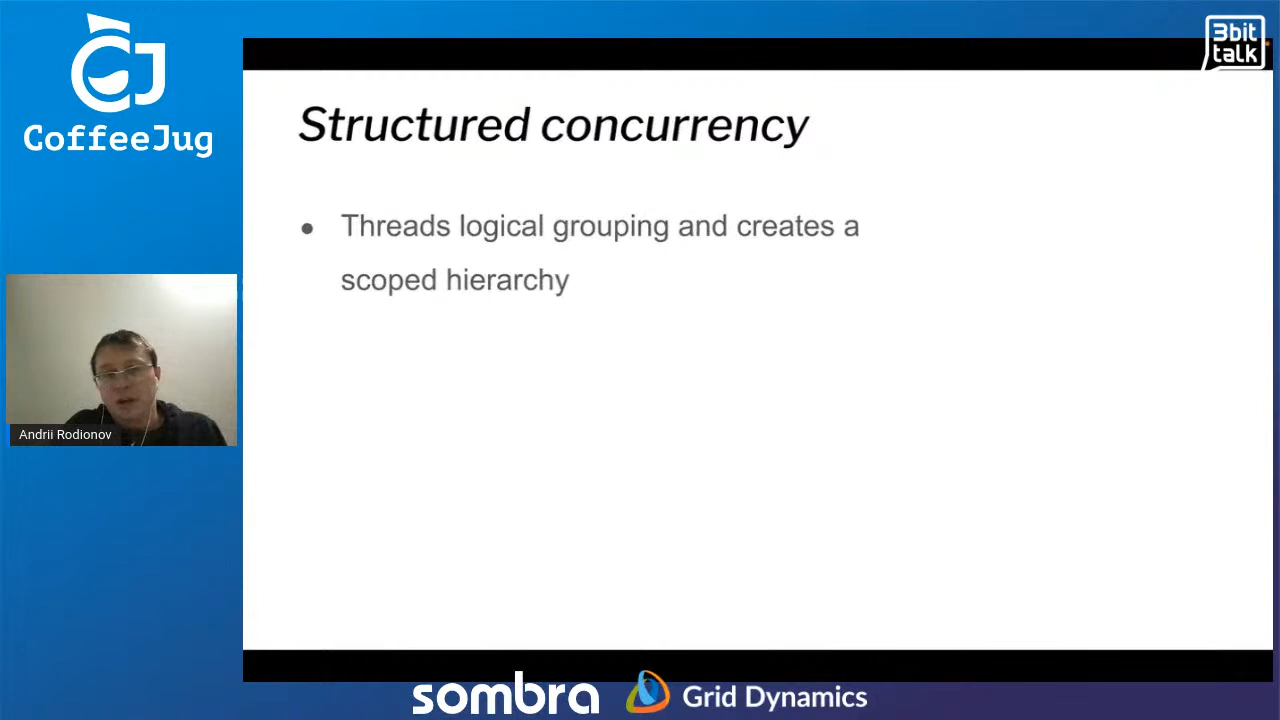 CoffeeJug
3bit
talk
Structured concurrency
● Threads logical grouping and creates a
scoped hierarchy
Andrii Rodionov
sombra
Grid Dynamics